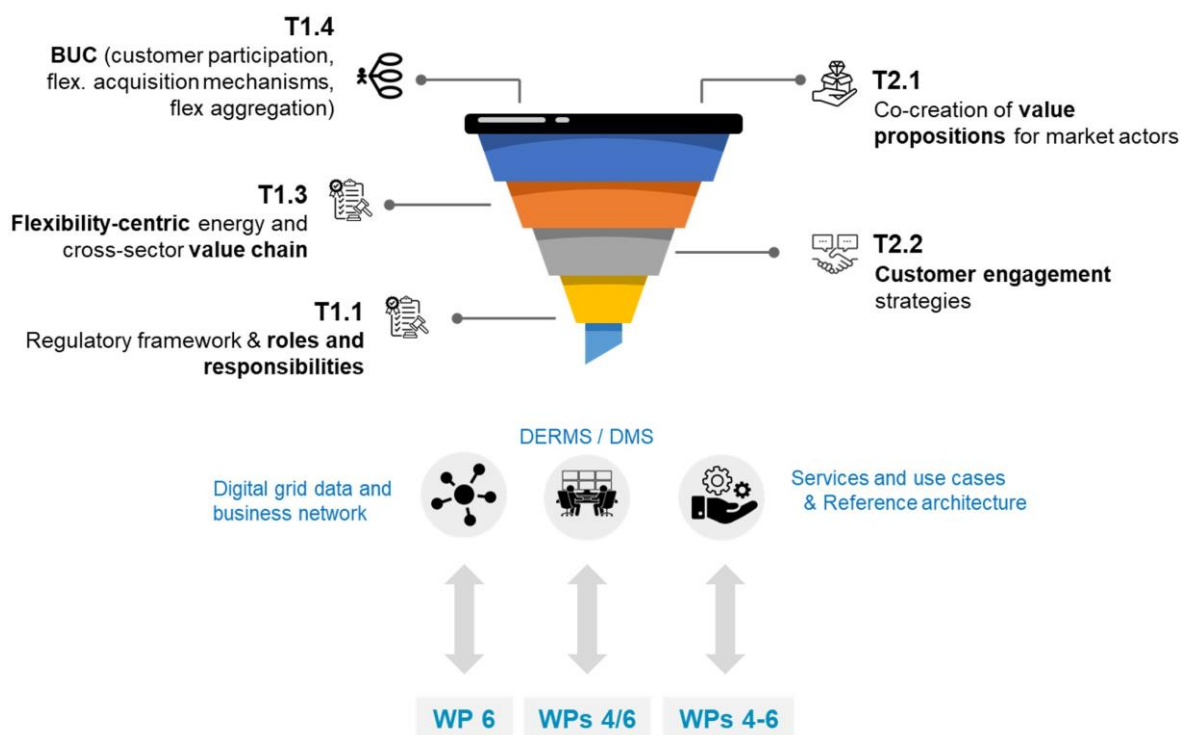 T1.4
BUC (customer participation,
flex. acquisition mechanisms,
flex aggregation)
T2.1
Co-creation of value
propositions for market actors
T1.3
Flexibility-centric energy and
cross-sector value chain
T2.2
Customer engagement
strategies
T1.1
Regulatory framework & roles and
responsibilities
DERMS / DMS
Digital grid data and
business network
Services and use cases
& Reference architecture
WP 6
WPs 4/6
WPs 4-6